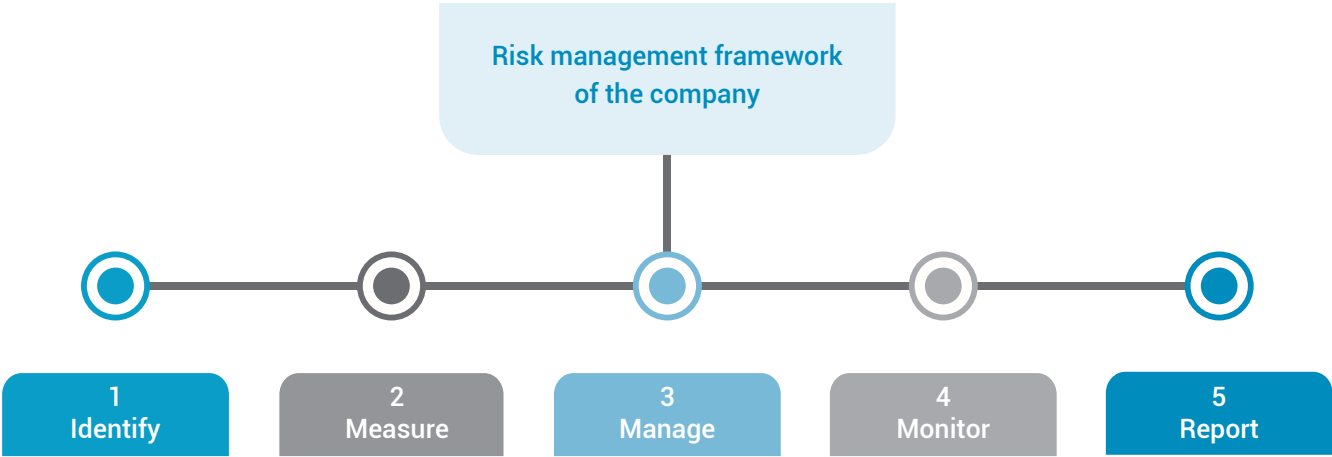 Risk management framework
of the company
1
Identify
2
Measure
3
Manage
4
Monitor
5
Report